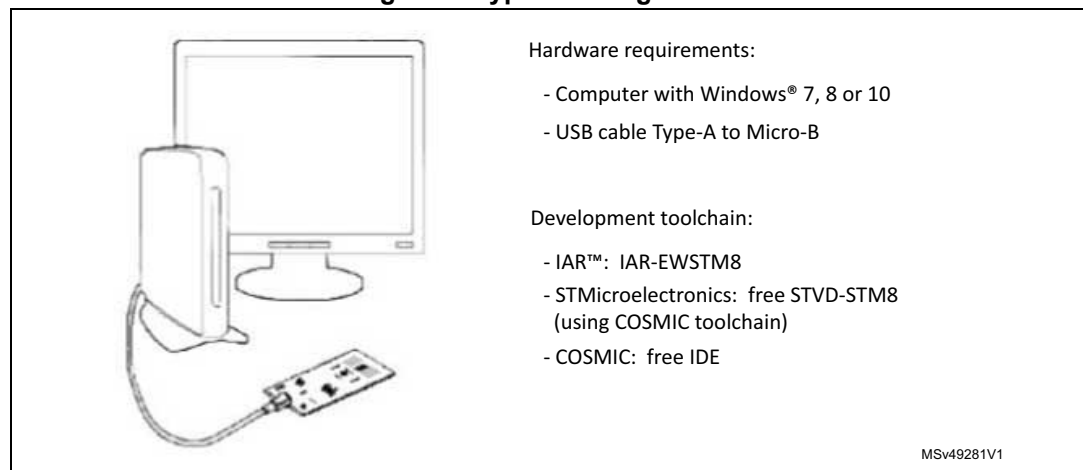 Hardware requirements:
- Computer with Windows® 7, 8 or 10
- USB cable Type-A to Micro-B
Development toolchain:
- IAR™: IAR-EWSTM8
- STMicroelectronics: free STVD-STM8
(using COSMIC toolchain)
- COSMIC: free IDE
MSv49281V1